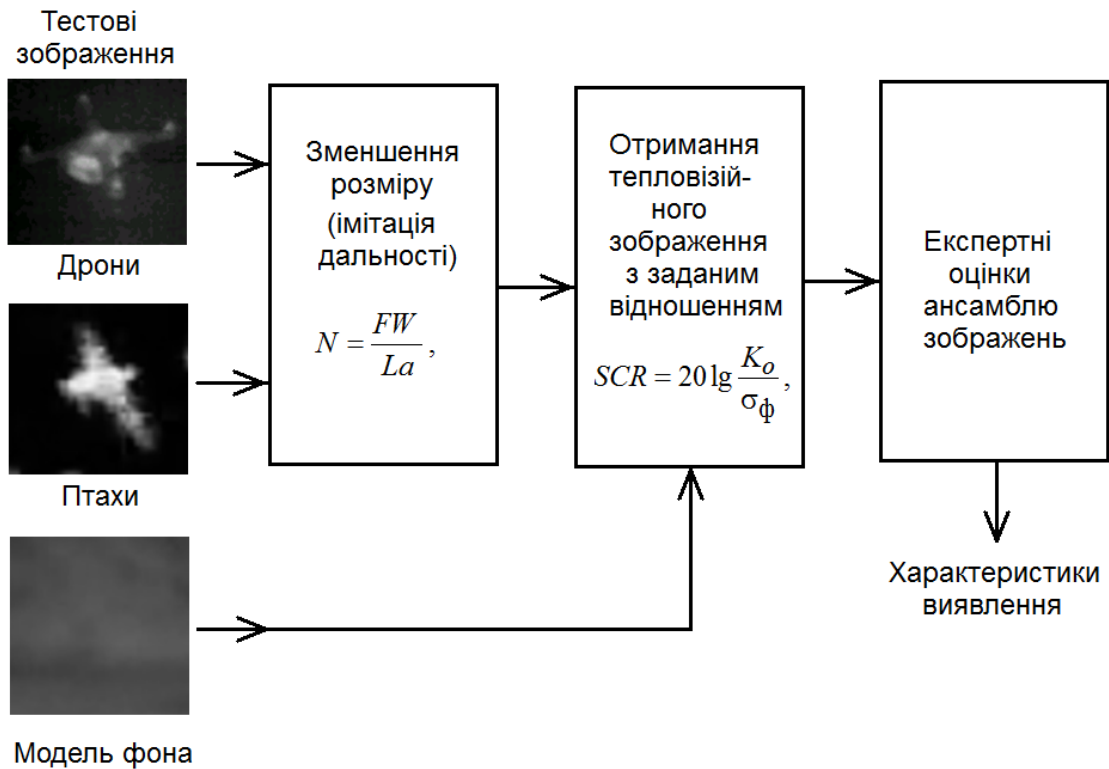 Тестові
зображення
Дрони
Птахи
Модель фона
Зменшення
розміру
(імітація
дальності)
N = FW / La ,
Отримання
тепловізій-
ного
зображення
з заданим
відношенням
SCR = 20 lg Kо / σф ,
Експертні
оцінки
ансамблю
зображень
Характеристики
виявлення